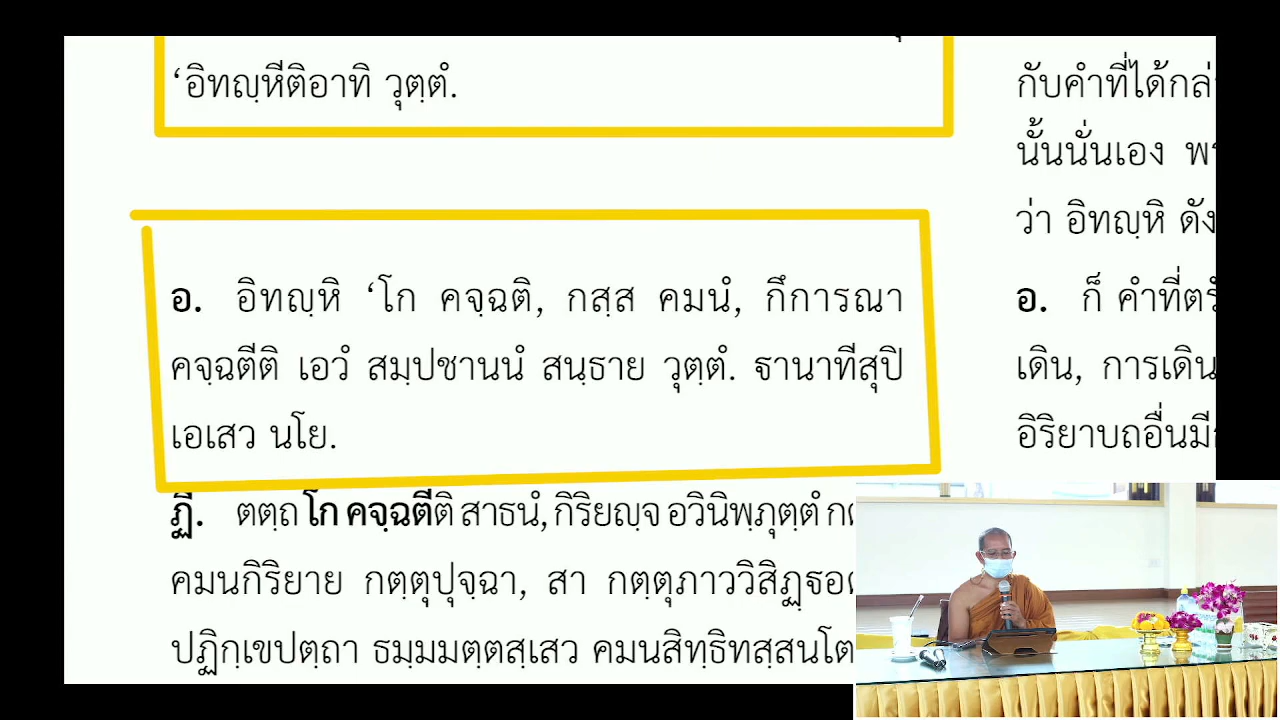 ‘อิทญฺหีติอาทิ วุตฺตํ.
อ. อิทญฺหิ ‘โก คจฺฉติ, กสฺส คมนํ, กึการณา
คจฺฉตีติ เอวํ สมฺปชานนํ สนฺธาย วุตฺตํ. ฐานาทีสุปิ
เอเสว นโย.
ฏี. ตตฺถ โก คจฺฉตีติ สาธนํ, กิริยญฺจ อวินิพฺภุตฺตํ
คมนกิริยาย กตฺตุปุจฺฉา, สา กตฺตุภาววิสิฏฺฐ
ปฏิกฺเขปตฺถา ธมฺมมตฺตสฺเสว คมนสิทฺธิทสฺสนโต
กับคำที่ได้
นั้นนั่นเอง
ว่า อิทญฺหิ ดัง
อ. ก็ คำที่
เดิน, การเดิน
อิริยาบถอื่นมี